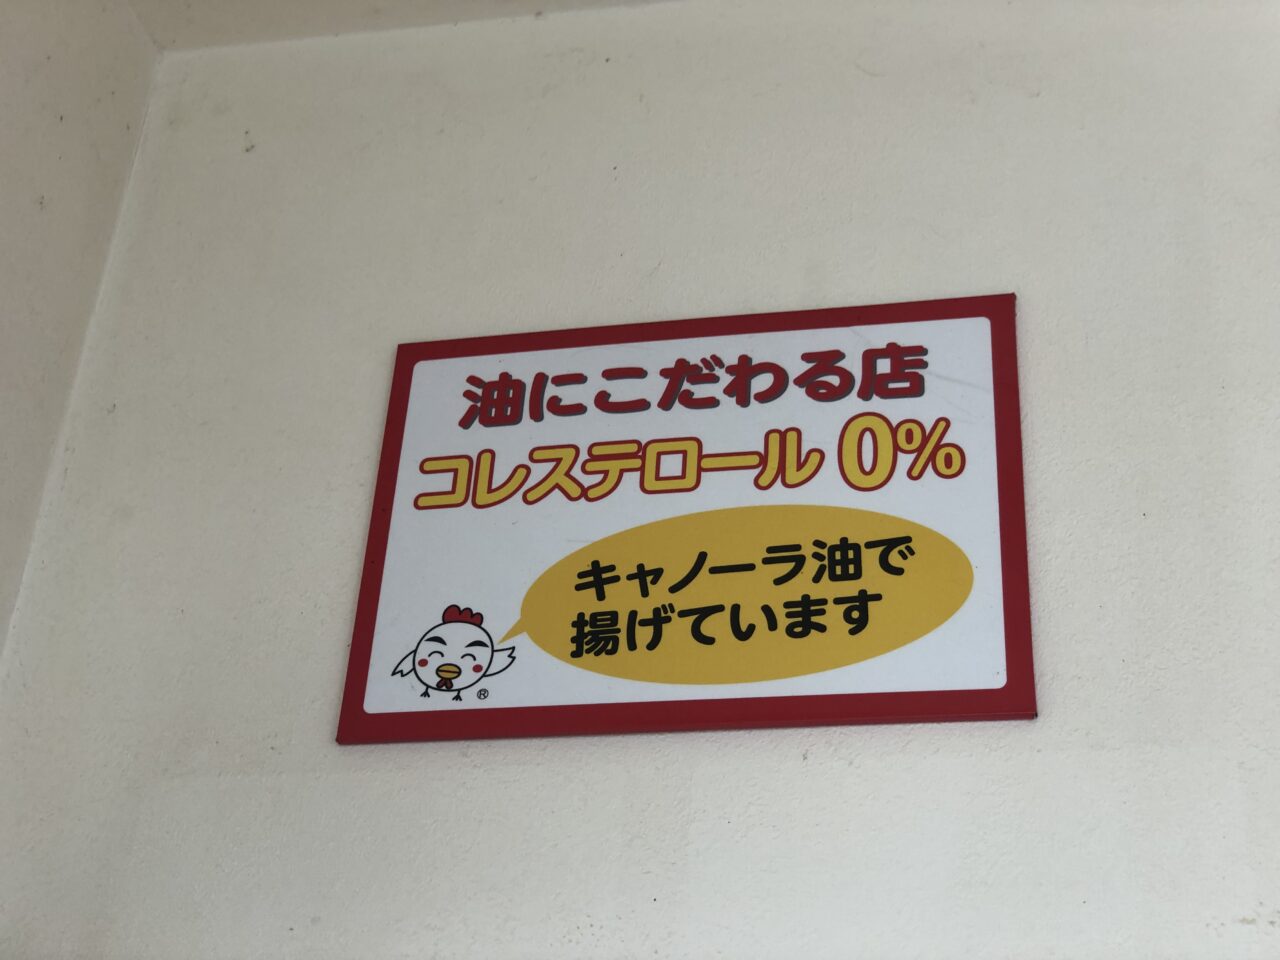 油にこだわる店
コレステロール0%
キャノーラ油で
揚げています
®